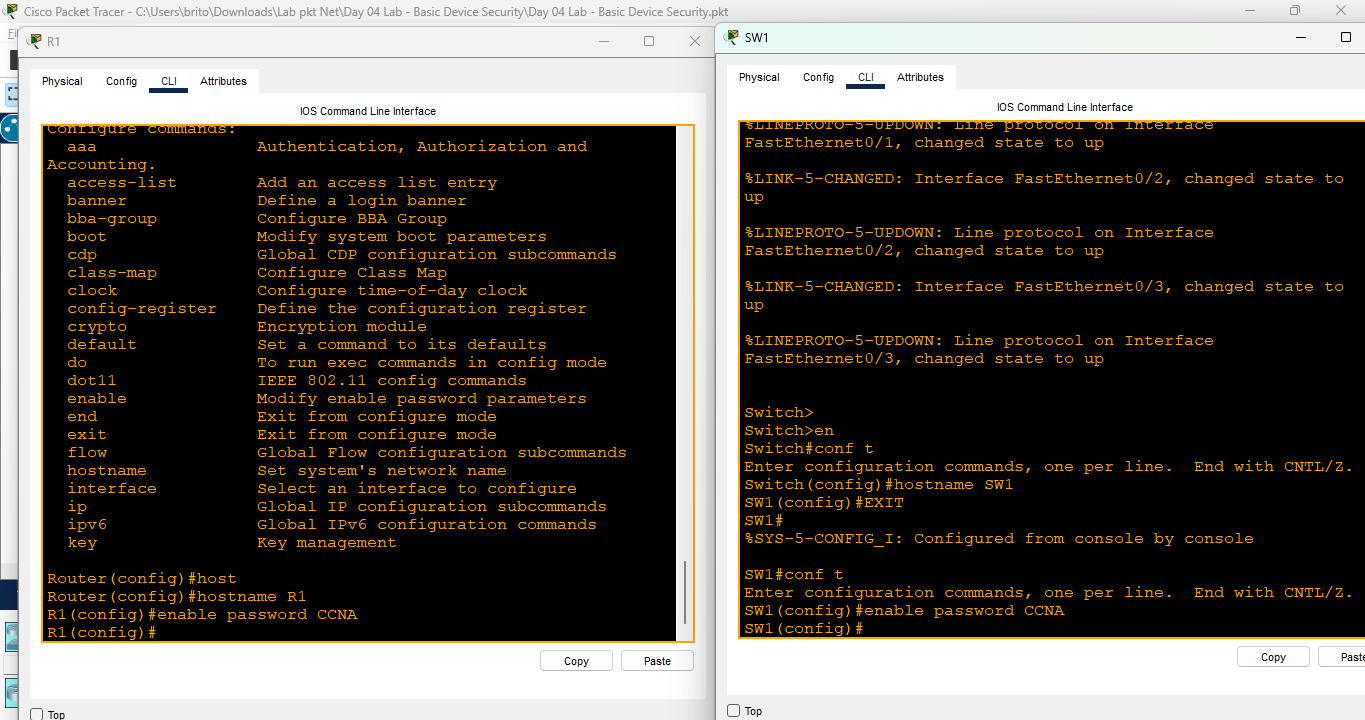 Cisco Packet Tracer - C:\Users\brito\Downloads\Lab pkt Net\Day 04 Lab - Basic Device Security\Day 04 Lab - Basic Device Security.pkt
R1
Physical Config CLI Attributes
IOS Command Line Interface
Configure commands:
aaa Authentication, Authorization and
Accounting.
access-list Add an access list entry
banner Define a login banner
bba-group Configure BBA Group
boot Modify system boot parameters
cdp Global CDP configuration subcommands
class-map Configure Class Map
clock Configure time-of-day clock
config-register Define the configuration register
crypto Encryption module
default Set a command to its defaults
do To run exec commands in config mode
dot11 IEEE 802.11 config commands
enable Modify enable password parameters
end Exit from configure mode
exit Exit from configure mode
flow Global Flow configuration subcommands
hostname Set system's network name
interface Select an interface to configure
ip Global IP configuration subcommands
ipv6 Global IPv6 configuration commands
key Key management
Router(config)#host
Router(config)#hostname R1
R1(config)#enable password CCNA
R1(config)#
Copy Paste
Top
SW1
Physical Config CLI Attributes
IOS Command Line Interface
%LINEPROTO-5-UPDOWN: Line protocol on Interface
FastEthernet0/1, changed state to up
%LINK-5-CHANGED: Interface FastEthernet0/2, changed state to
up
%LINEPROTO-5-UPDOWN: Line protocol on Interface
FastEthernet0/2, changed state to up
%LINK-5-CHANGED: Interface FastEthernet0/3, changed state to
up
%LINEPROTO-5-UPDOWN: Line protocol on Interface
FastEthernet0/3, changed state to up
Switch>
Switch>en
Switch#conf t
Enter configuration commands, one per line. End with CNTL/Z.
Switch(config)#hostname SW1
SW1(config)#EXIT
SW1#
%SYS-5-CONFIG_I: Configured from console by console
SW1#conf t
Enter configuration commands, one per line. End with CNTL/Z.
SW1(config)#enable password CCNA
SW1(config)#
Copy Paste
Top